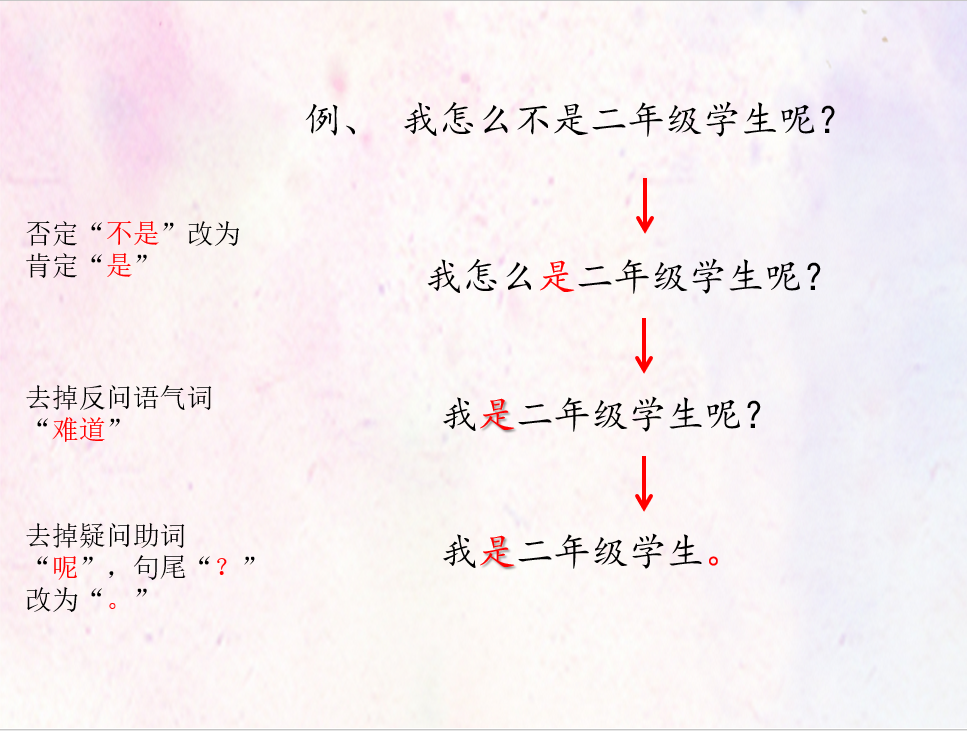 例、 我怎么不是二年级学生呢？
否定“不是”改为
肯定“是”
我怎么是二年级学生呢？
去掉反问语气词
“难道”
我是二年级学生呢？
去掉疑问助词
“呢”，句尾“？”
改为“。”
我是二年级学生。